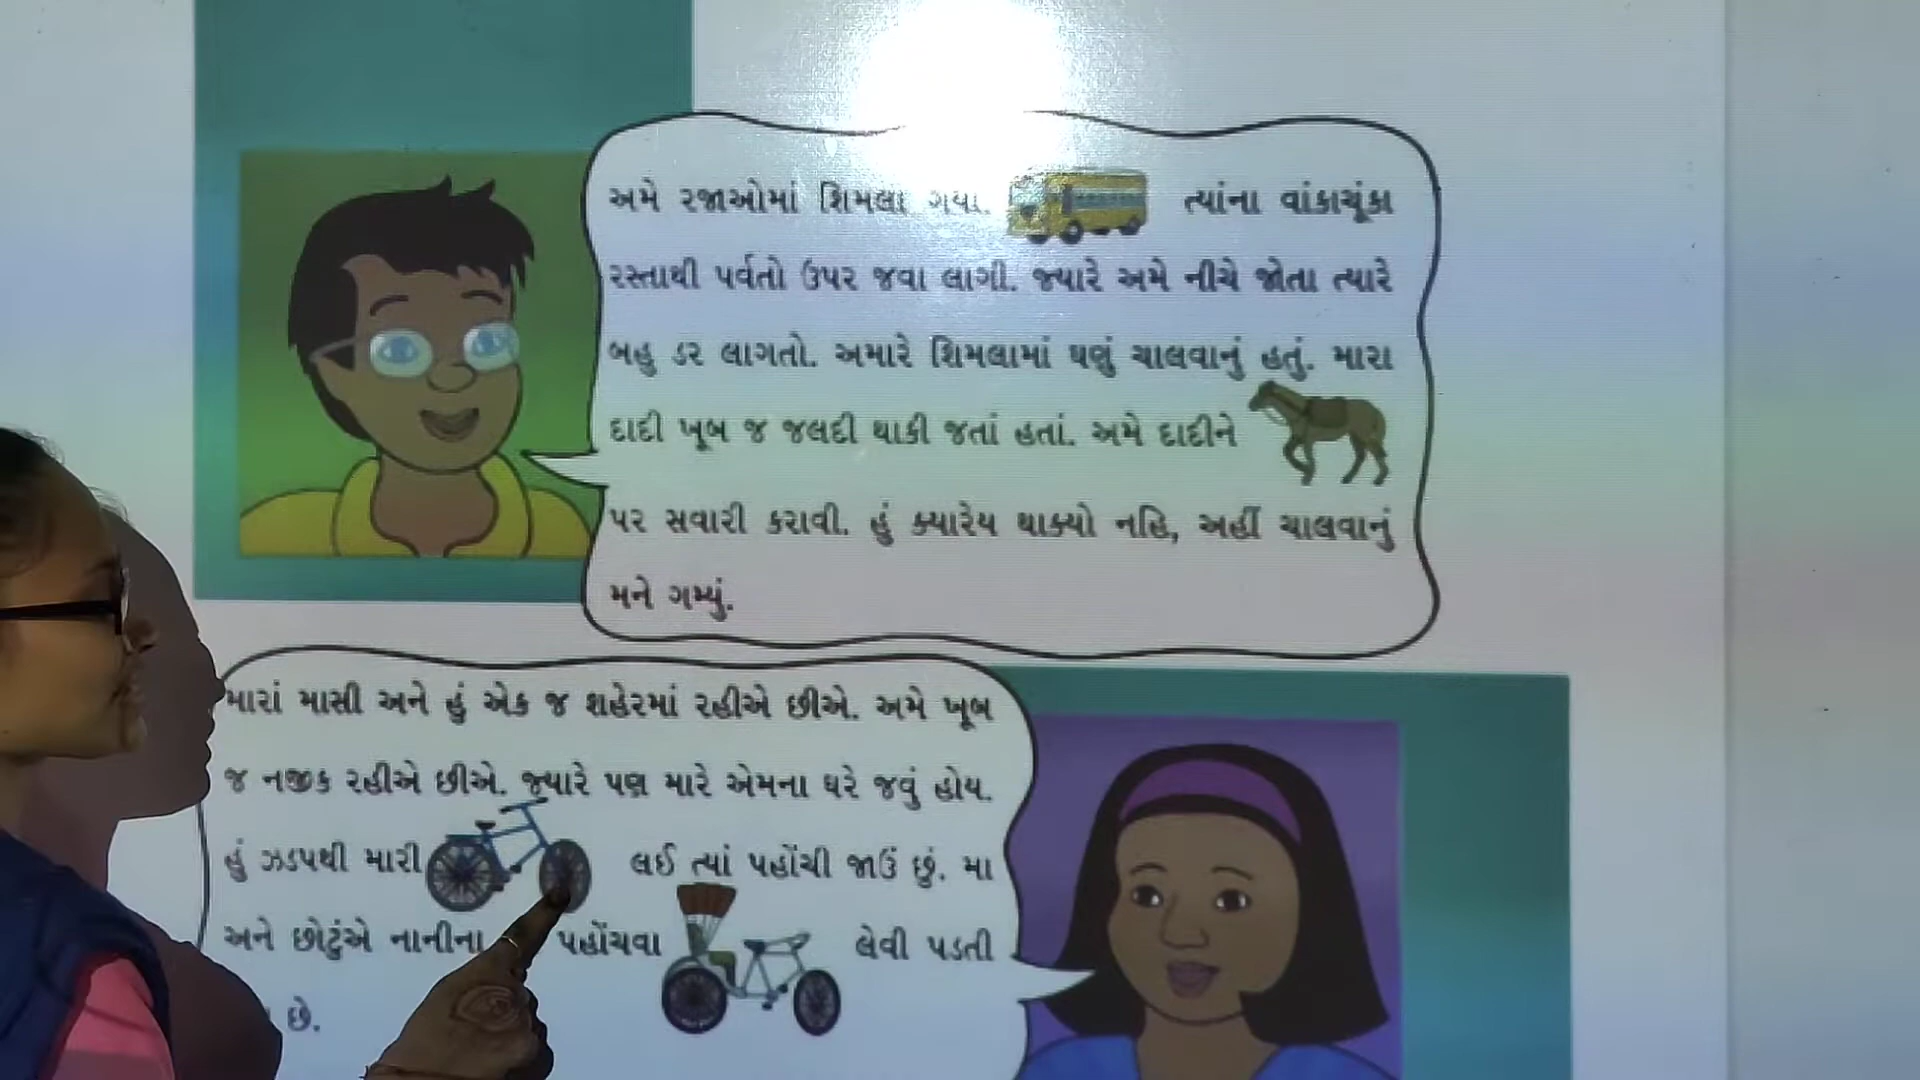 અમે રજાઓમાં શિમલા ગયા. ત્યાંના વાંકાચૂંકા
રસ્તાથી પર્વતો ઉપર જવા લાગી. જ્યારે અમે નીચે જોતા ત્યારે
બહુ ડર લાગતો. અમારે શિમલામાં ઘણું ચાલવાનું હતું. મારા
દાદી ખૂબ જ જલદી થાકી જતાં હતાં. અમે દાદીને
પર સવારી કરાવી. હું ક્યારેય થાક્યો નહિ, અહીં ચાલવાનું
મને ગમ્યું.
મારાં માસી અને હું એક જ શહેરમાં રહીએ છીએ. અમે ખૂબ
જ નજીક રહીએ છીએ. જ્યારે પણ મારે એમના ઘરે જવું હોય.
હું ઝડપથી મારી લઈ ત્યાં પહોંચી જાઉં છું. મા
અને છોટુંએ નાનીના પહોંચવા લેવી પડતી
છે.